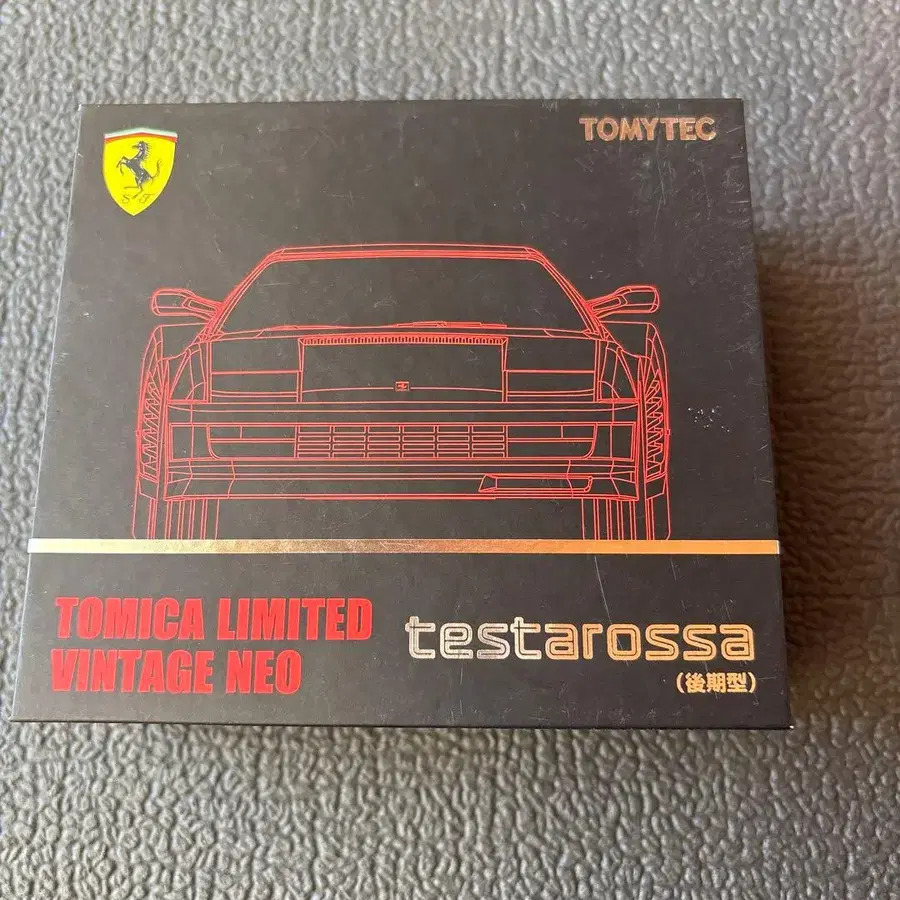 S F
TOMYTEC
TOMICA LIMITED
VINTAGE NEO
testarossa
(後期型)